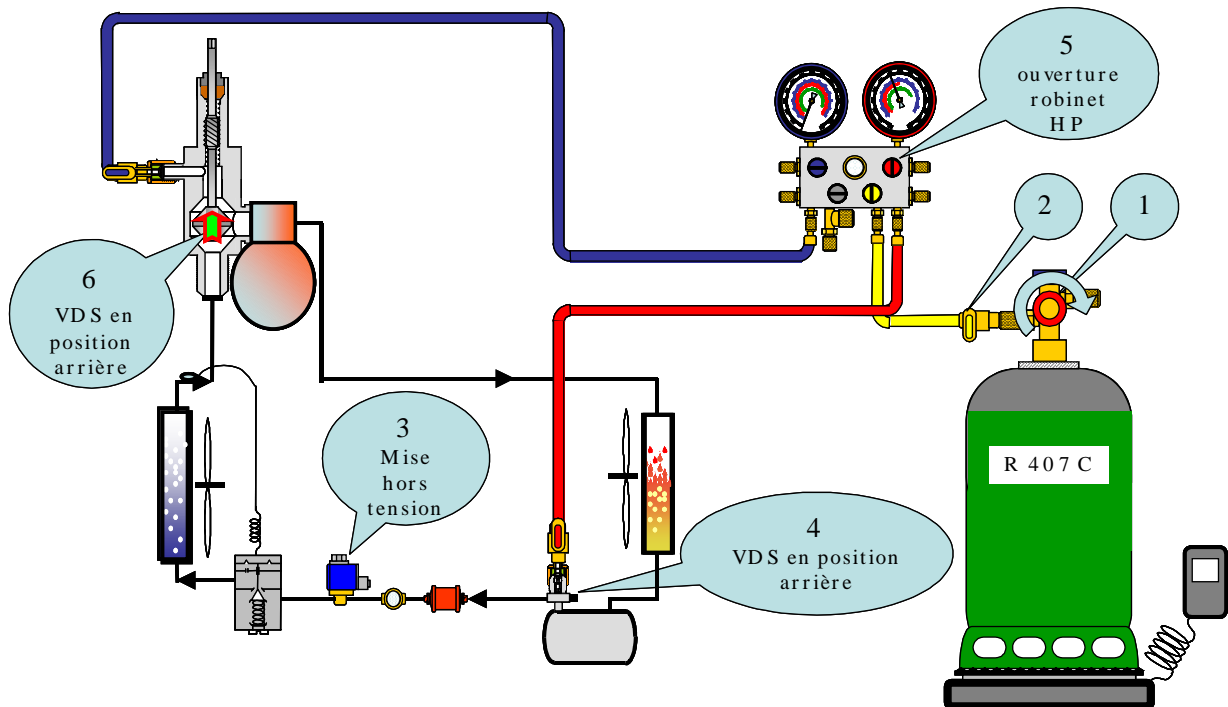 5
ouverture
robinet
HP
2
1
6
VDS en
position
arrière
3
Mise
hors
tension
R 407C
4
VDS en position
arrière